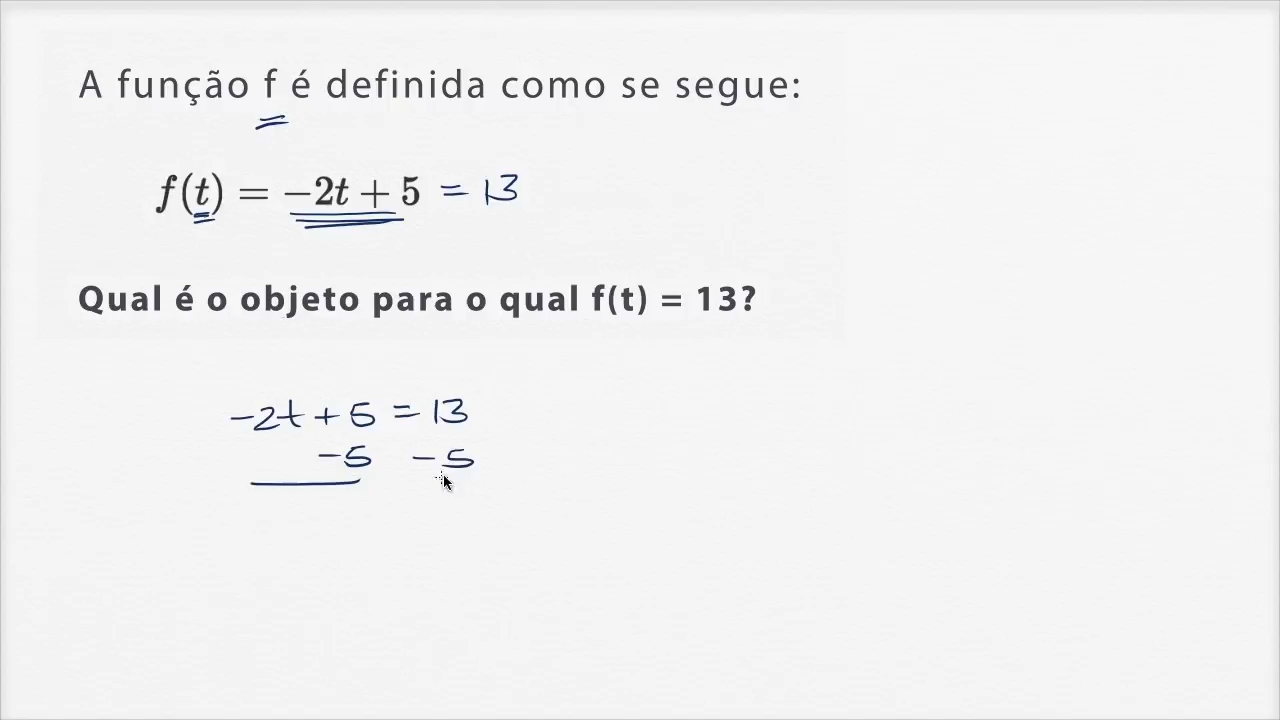 A função f é definida como se segue:
f(t) = −2t + 5 = 13
Qual é o objeto para o qual f(t) = 13?
−2t + 5 = 13
−5 −5